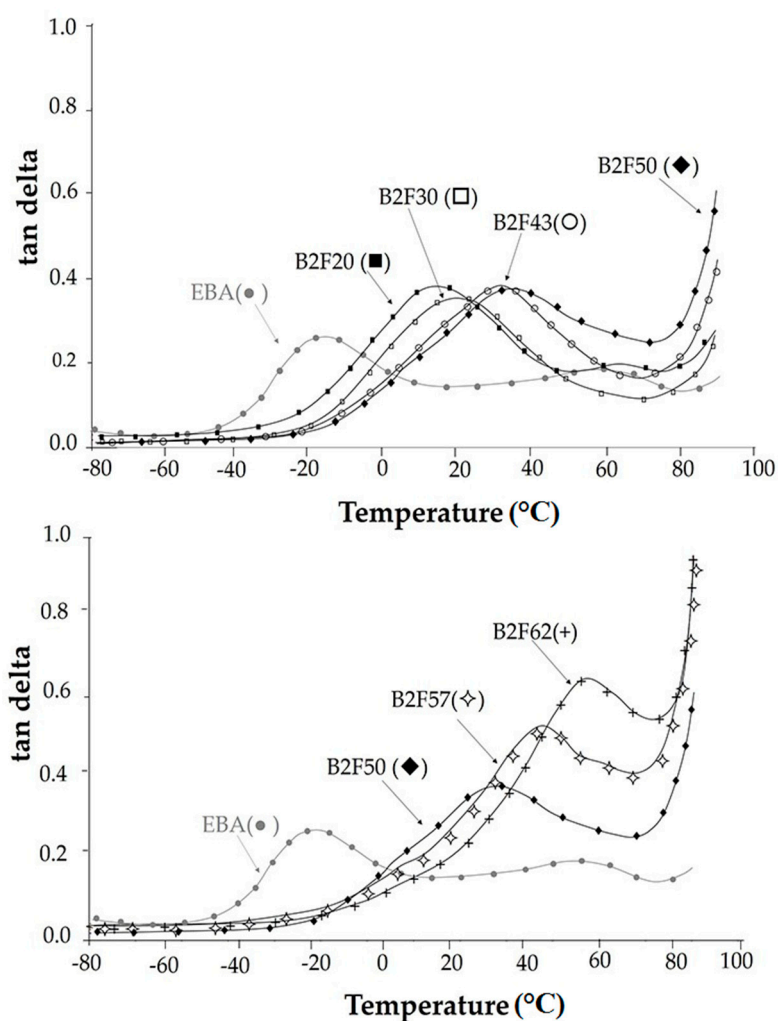 1.0
0.8
0.6
0.4
0.2
0.0
tan delta
B2F50 (◆)
B2F30 (□)
B2F43(○)
B2F20 (■)
EBA(●)
-80 -60 -40 -20 0 20 40 60 80 100
Temperature (°C)
1.0
0.8
0.6
0.4
0.2
0.0
tan delta
B2F62(+)
B2F57(✧)
B2F50 (◆)
EBA(●)
-80 -60 -40 -20 0 20 40 60 80 100
Temperature (°C)